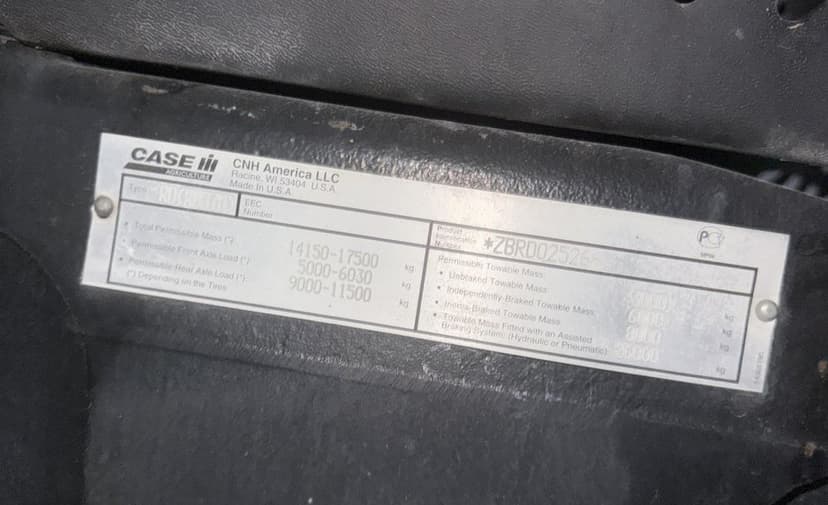 CASE IH
AGRICULTURE
CNH America LLC
Racine, WI 53404 U.S.A.
Made In U.S.A.
Type
EEC
Number
Total Permissible Mass (*): 14150-17500 kg
Permissible Front Axle Load (*): 5000-6030 kg
Permissible Rear Axle Load (*): 9000-11500 kg
(*) Depending on the Tires
Product
Identification
Number
*ZBRD02526
Permissible Towable Mass:
Unbraked Towable Mass: kg
Independently-Braked Towable Mass: kg
Inertia-Braked Towable Mass: kg
Towable Mass Fitted with an Assisted
Braking System: (Hydraulic or Pneumatic) kg